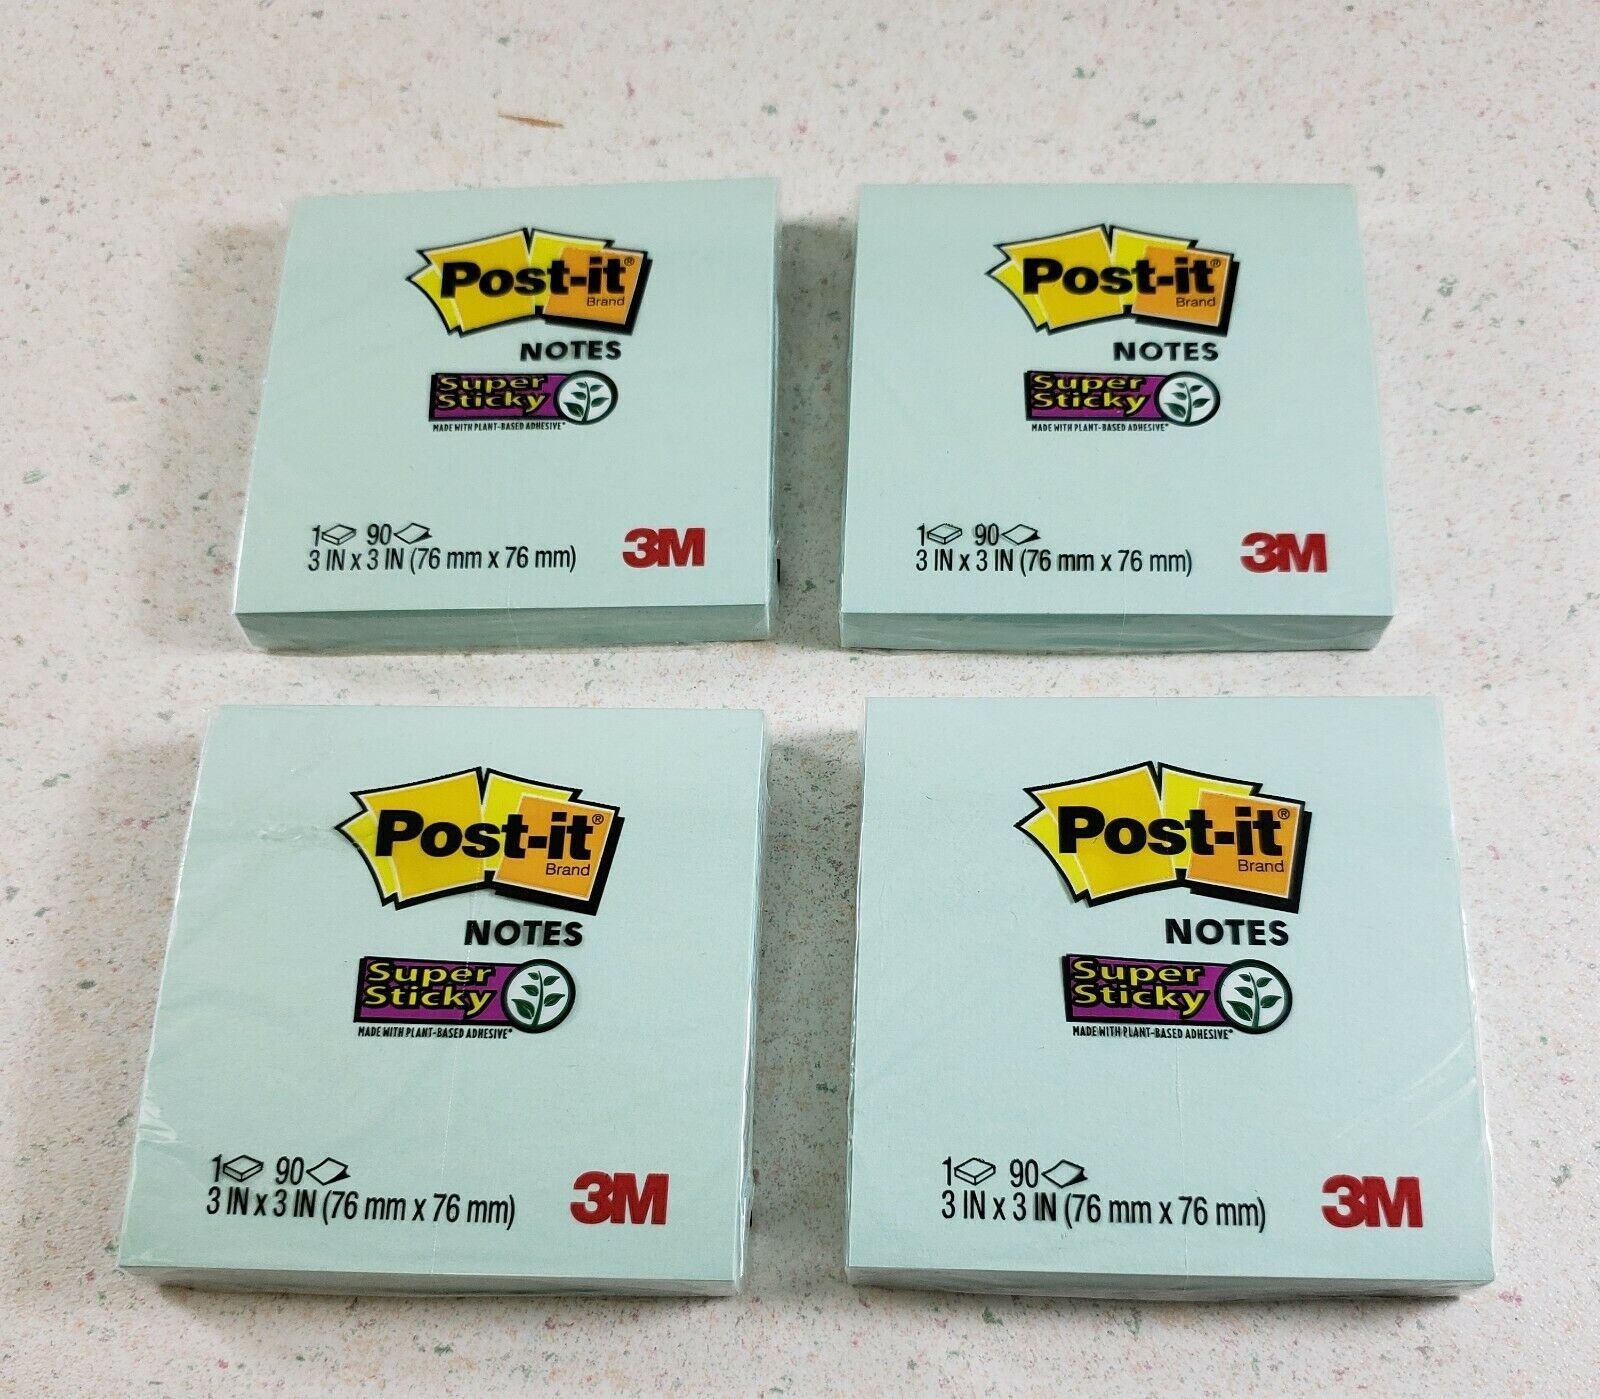 Post-it®
Brand
NOTES
Super
Sticky
MADE WITH PLANT-BASED ADHESIVE*
1 90
3 IN x 3 IN (76 mm x 76 mm)
3M
Post-it®
Brand
NOTES
Super
Sticky
MADE WITH PLANT-BASED ADHESIVE*
1 90
3 IN x 3 IN (76 mm x 76 mm)
3M
Post-it®
Brand
NOTES
Super
Sticky
MADE WITH PLANT-BASED ADHESIVE*
1 90
3 IN x 3 IN (76 mm x 76 mm)
3M
Post-it®
Brand
NOTES
Super
Sticky
MADE WITH PLANT-BASED ADHESIVE*
1 90
3 IN x 3 IN (76 mm x 76 mm)
3M